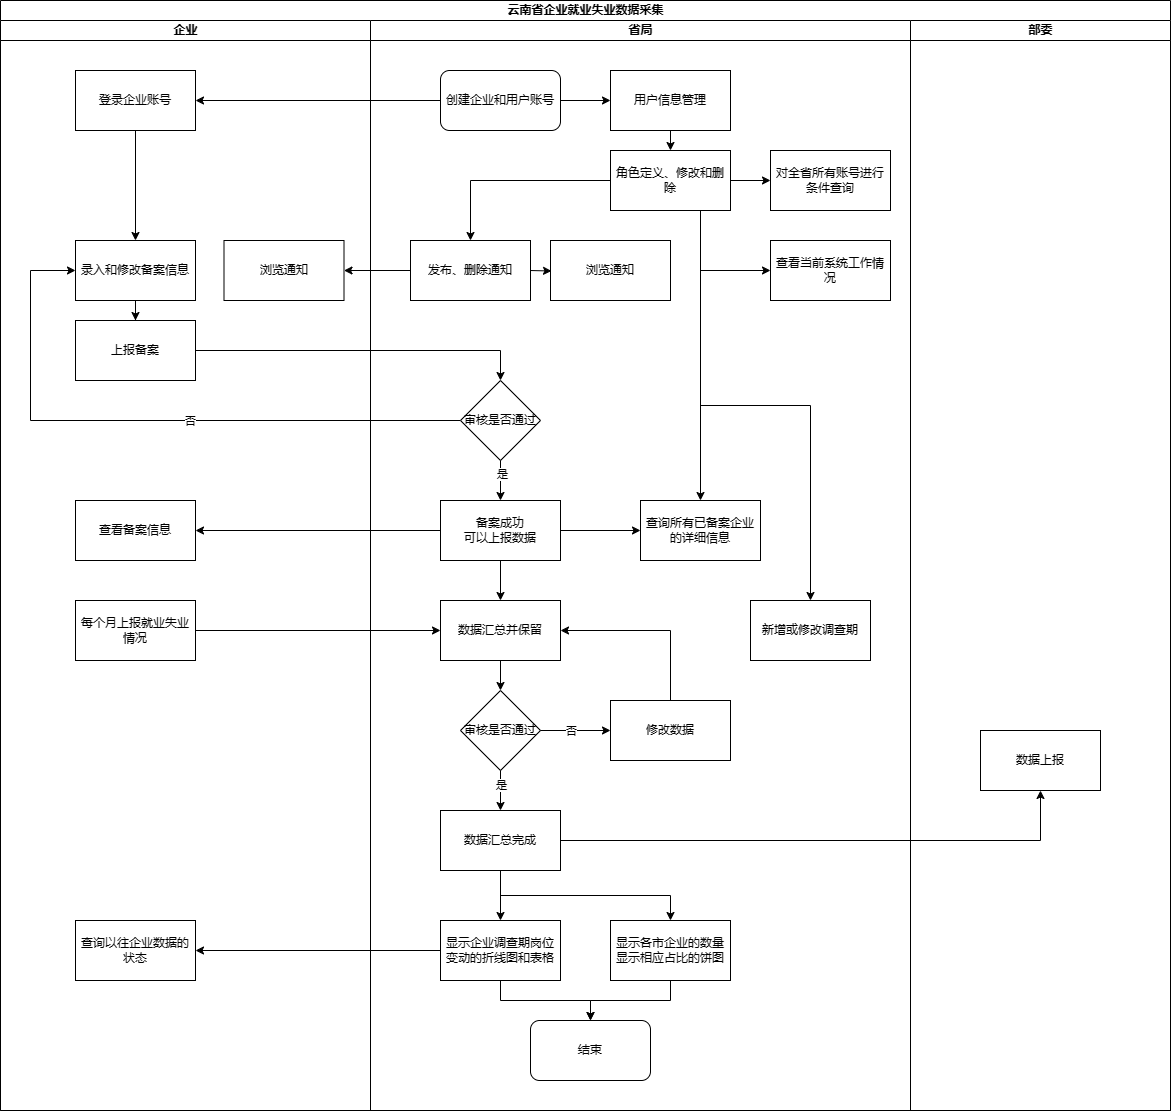 云南省企业就业失业数据采集
企业
省局
部委
登录企业账号
创建企业和用户账号
用户信息管理
角色定义、修改和删
除
对全省所有账号进行
条件查询
录入和修改备案信息
浏览通知
发布、删除通知
浏览通知
查看当前系统工作情
况
上报备案
审核是否通过
否
是
查看备案信息
备案成功
可以上报数据
查询所有已备案企业
的详细信息
每个月上报就业失业
情况
数据汇总并保留
新增或修改调查期
审核是否通过
否
修改数据
数据上报
是
数据汇总完成
查询以往企业数据的
状态
显示企业调查期岗位
变动的折线图和表格
显示各市企业的数量
显示相应占比的饼图
结束